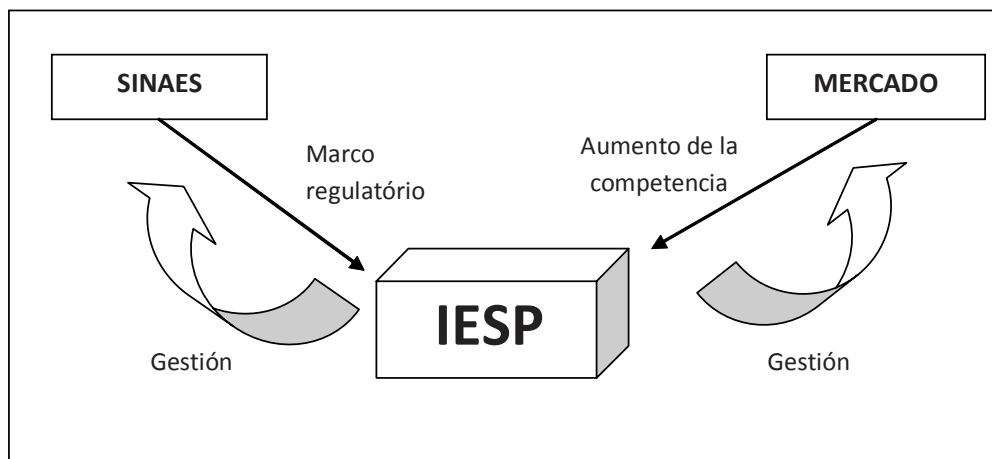 SINAES
MERCADO
Marco
regulatório
Aumento de la
competencia
IESP
Gestión
Gestión